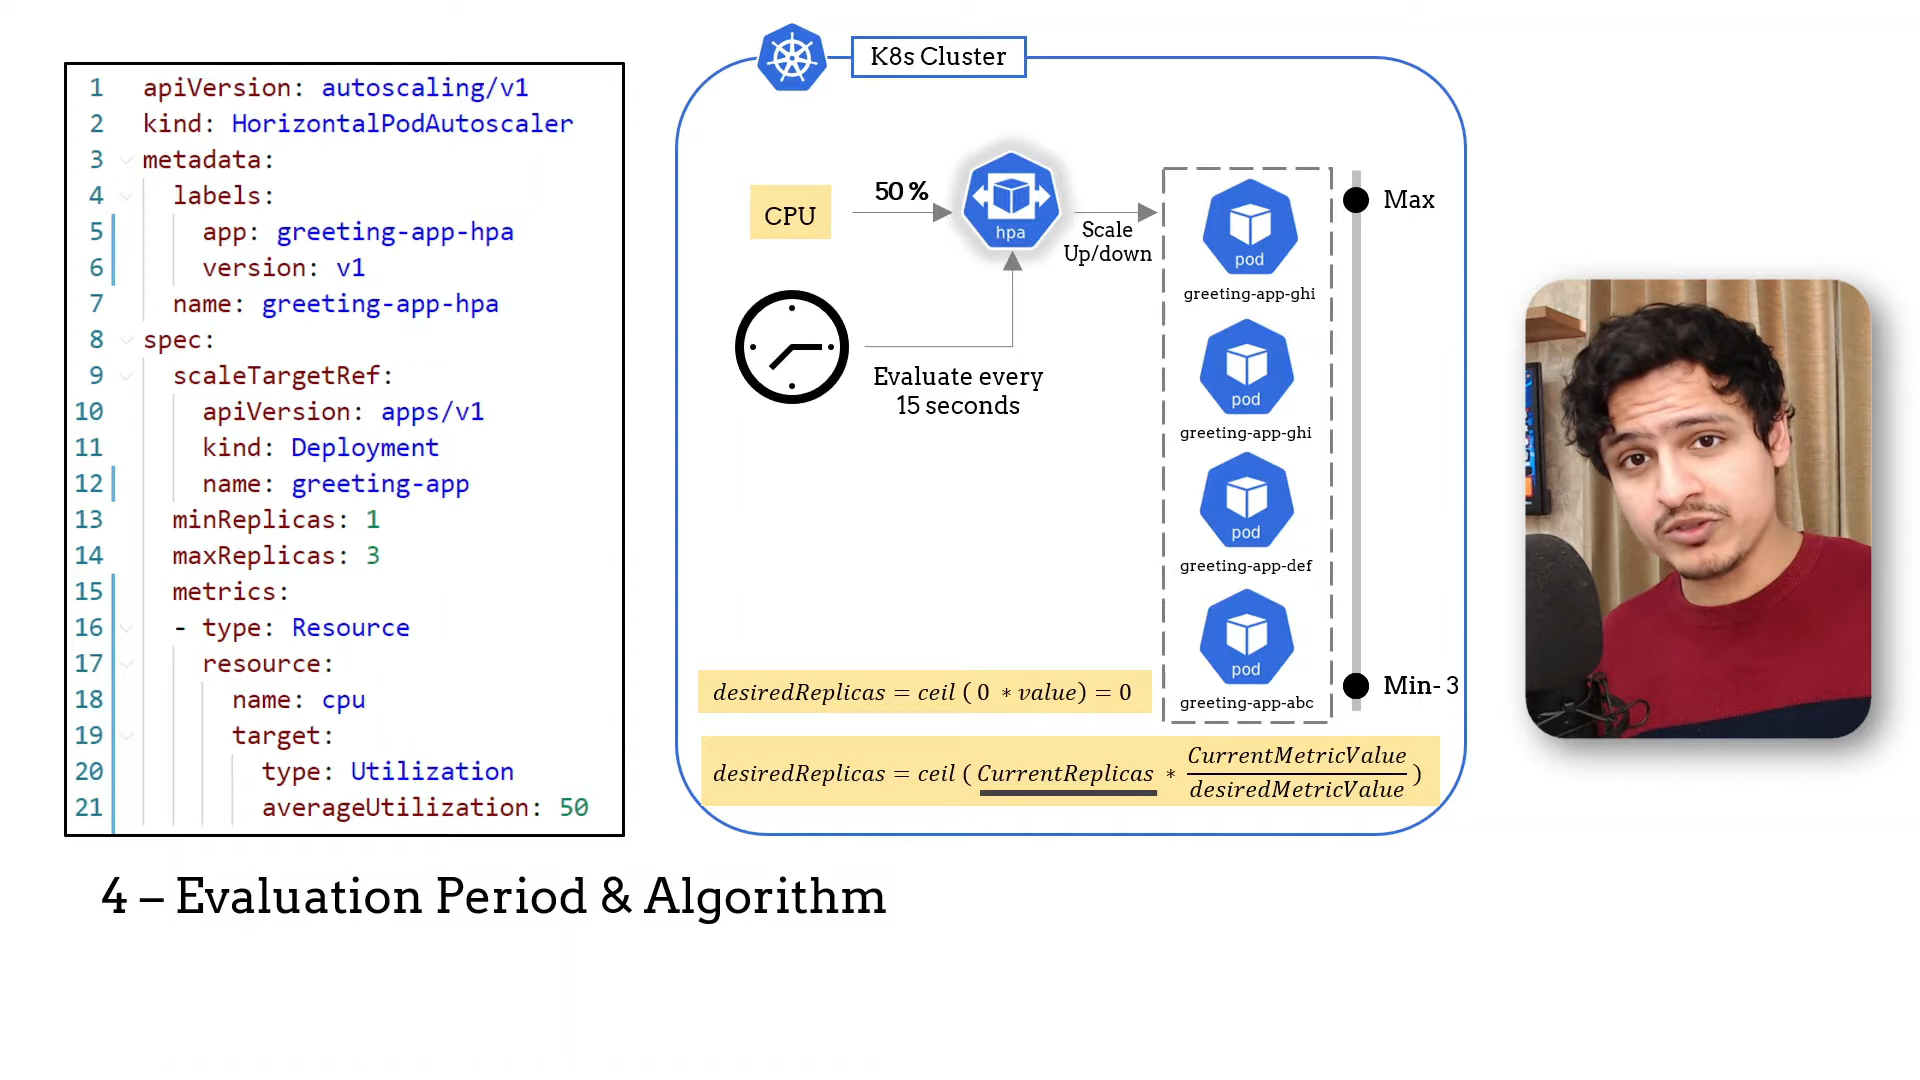 1 apiVersion: autoscaling/v1
2 kind: HorizontalPodAutoscaler
3 metadata:
4 labels:
5 app: greeting-app-hpa
6 version: v1
7 name: greeting-app-hpa
8 spec:
9 scaleTargetRef:
10 apiVersion: apps/v1
11 kind: Deployment
12 name: greeting-app
13 minReplicas: 1
14 maxReplicas: 3
15 metrics:
16 - type: Resource
17 resource:
18 name: cpu
19 target:
20 type: Utilization
21 averageUtilization: 50
K8s Cluster
CPU
50 %
hpa
Scale
Up/down
Evaluate every
15 seconds
pod
greeting-app-ghi
pod
greeting-app-ghi
pod
greeting-app-def
pod
greeting-app-abc
Max
Min- 3
desiredReplicas = ceil ( 0 * value) = 0
desiredReplicas = ceil ( CurrentReplicas * CurrentMetricValue / desiredMetricValue )
4 – Evaluation Period & Algorithm